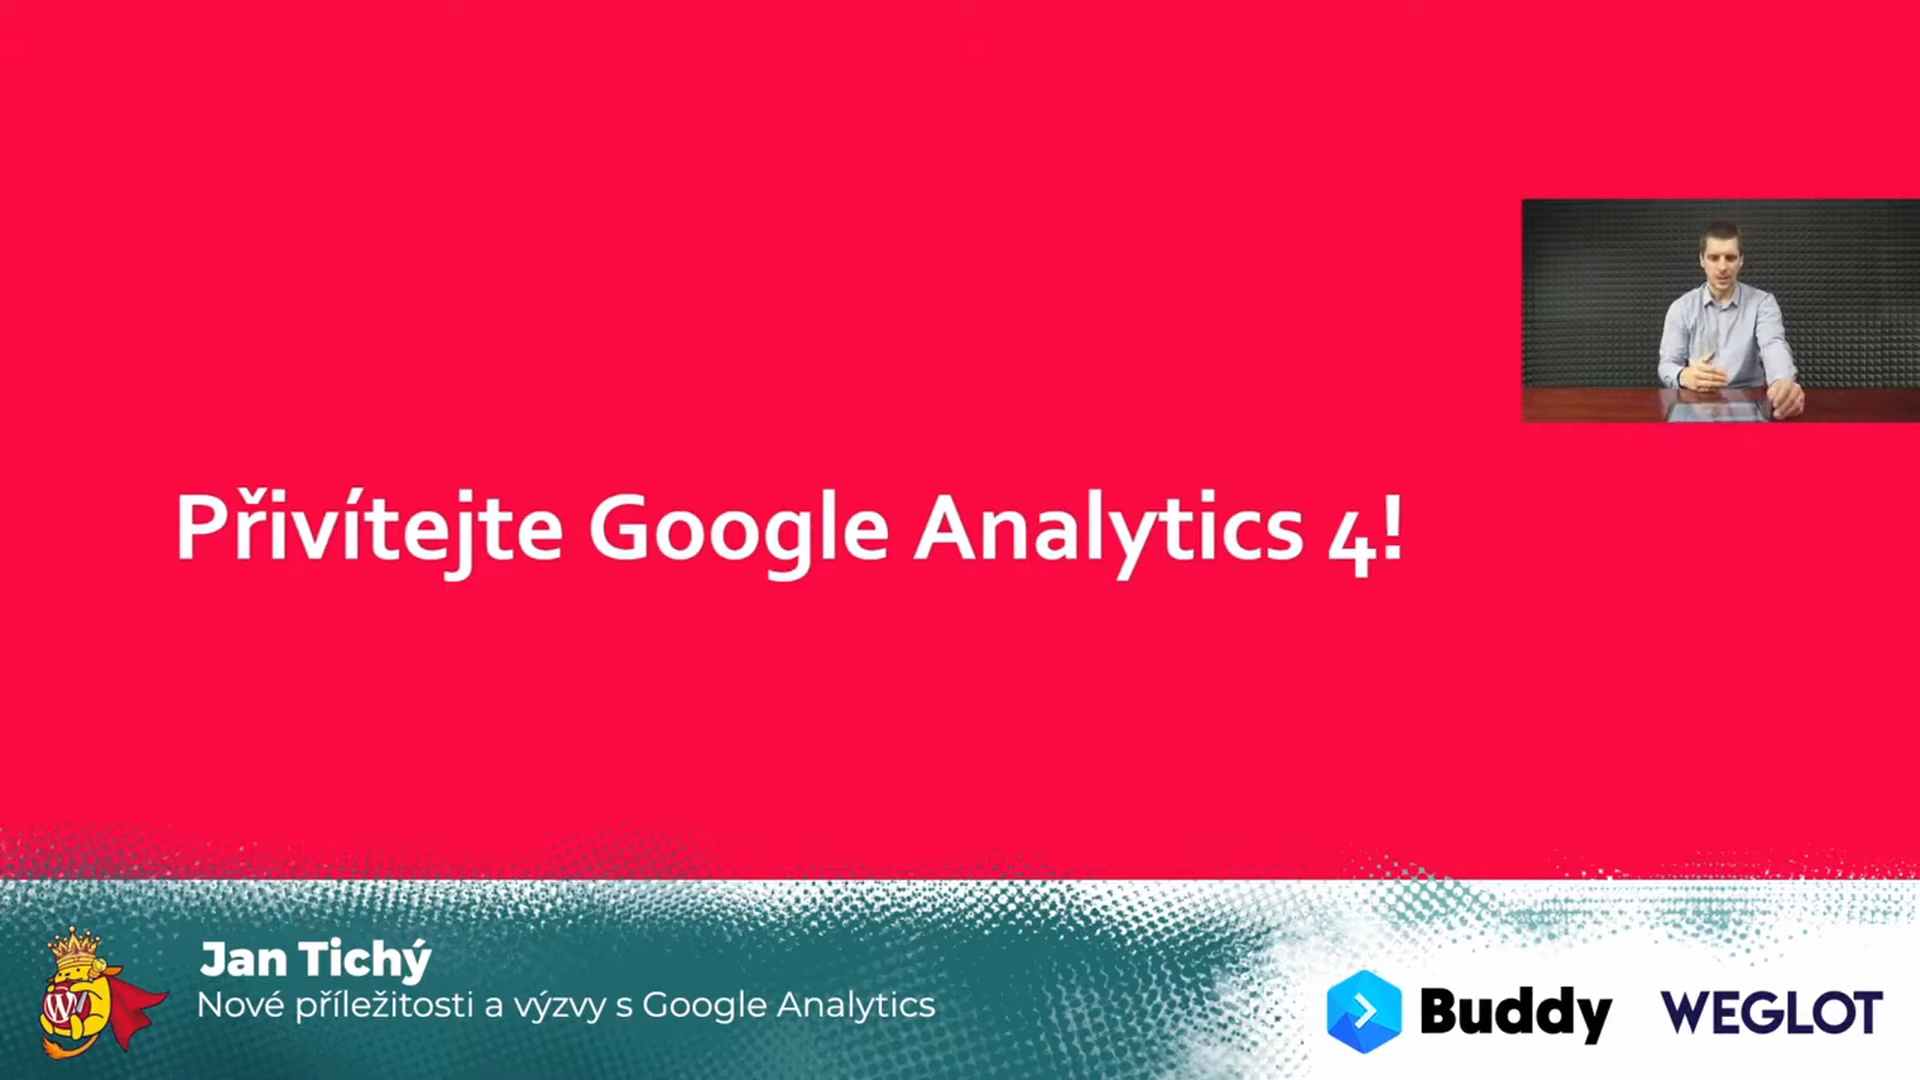 Přivítejte Google Analytics 4!
Jan Tichý
Nové příležitosti a výzvy s Google Analytics
Buddy
WEGLOT